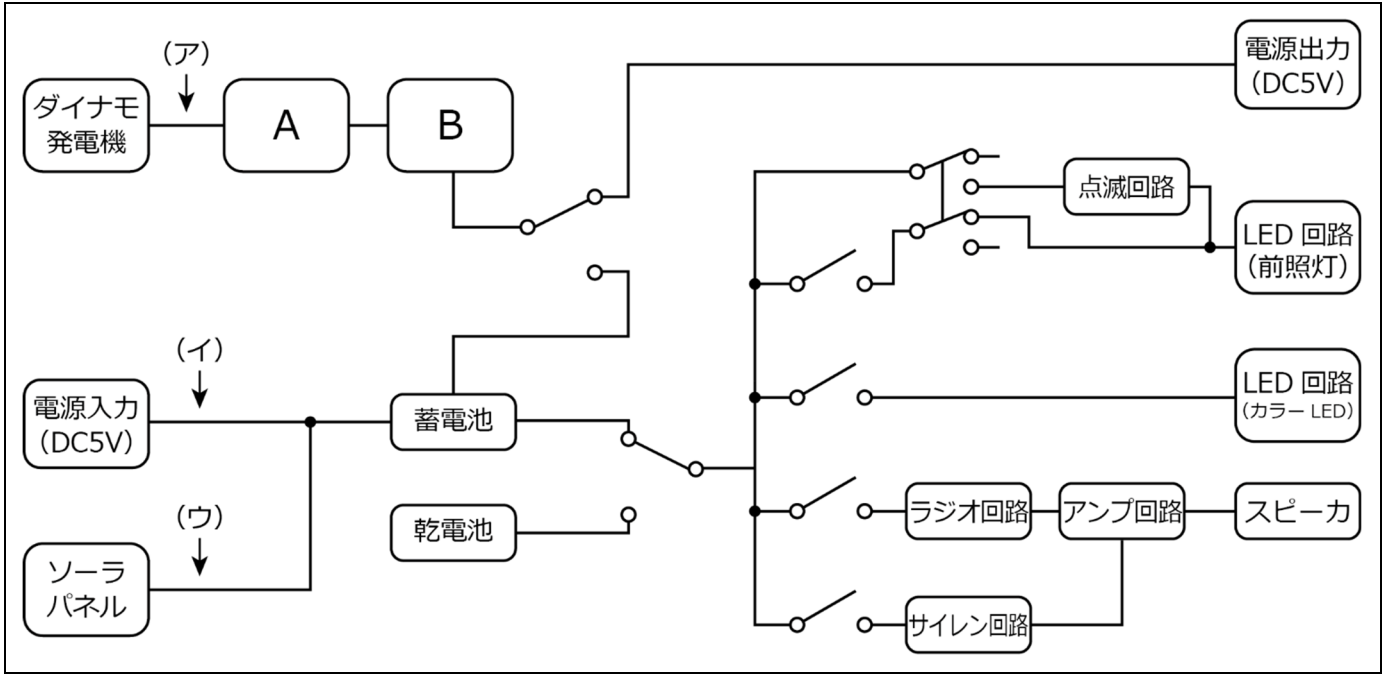 (ア)
ダイナモ
発電機
A
B
電源出力
(DC5V)
点滅回路
LED 回路
(前照灯)
(イ)
電源入力
(DC5V)
蓄電池
LED 回路
(カラー LED)
(ウ)
乾電池
ラジオ回路
アンプ回路
スピーカ
ソーラ
パネル
サイレン回路